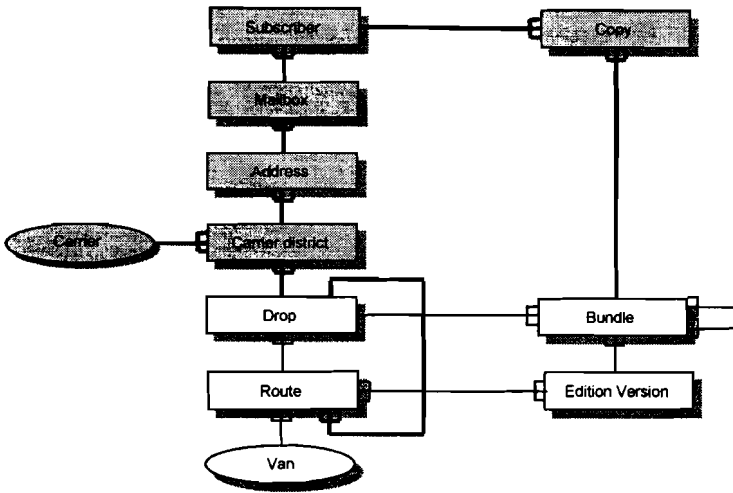 Subscriber
Copy
Mailbox
Address
Carrier
Carrier district
Drop
Bundle
Route
Edition Version
Van